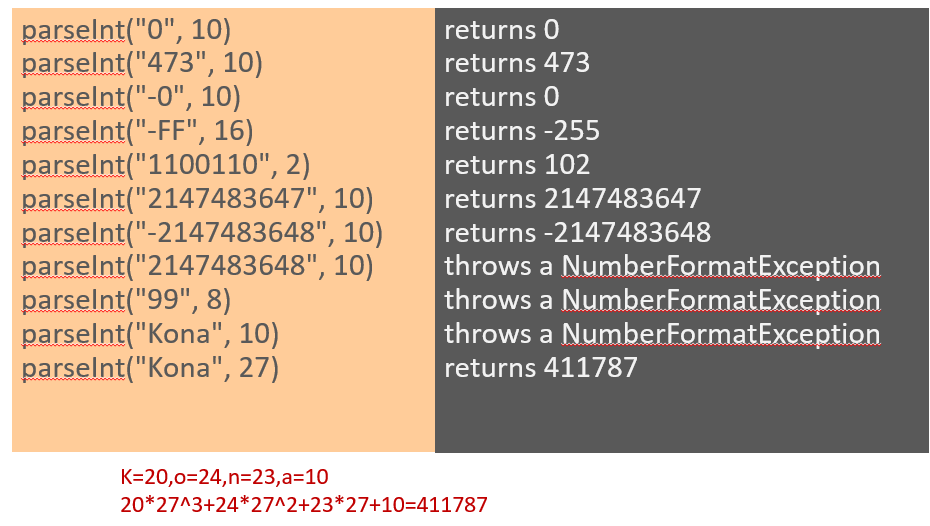 parseInt("0", 10)
returns 0
parseInt("473", 10)
returns 473
parseInt("-0", 10)
returns 0
parseInt("-FF", 16)
returns -255
parseInt("1100110", 2)
returns 102
parseInt("2147483647", 10)
returns 2147483647
parseInt("-2147483648", 10)
returns -2147483648
parseInt("2147483648", 10)
throws a NumberFormatException
parseInt("99", 8)
throws a NumberFormatException
parseInt("Kona", 10)
throws a NumberFormatException
parseInt("Kona", 27)
returns 411787
K=20,o=24,n=23,a=10
20*27^3+24*27^2+23*27+10=411787